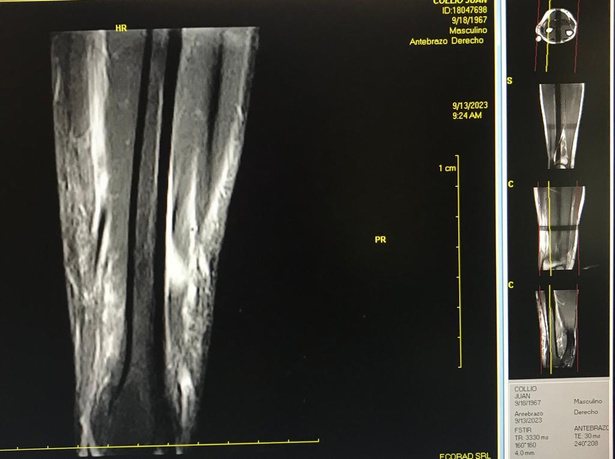 COLLIO JUAN
ID:18047698
9/18/1967
Masculino
Antebrazo Derecho
HR
9/13/2023
9:24 AM
1 cm
PR
ECORAD SRL
S
C
C
COLLIO
JUAN
9/18/1967
Masculino
Antebrazo
Derecho
9/13/2023
FSTIR
ANTEBRAZO
TR: 3330 ms
TE: 30 ms
160*160
240*208
4.0 mm